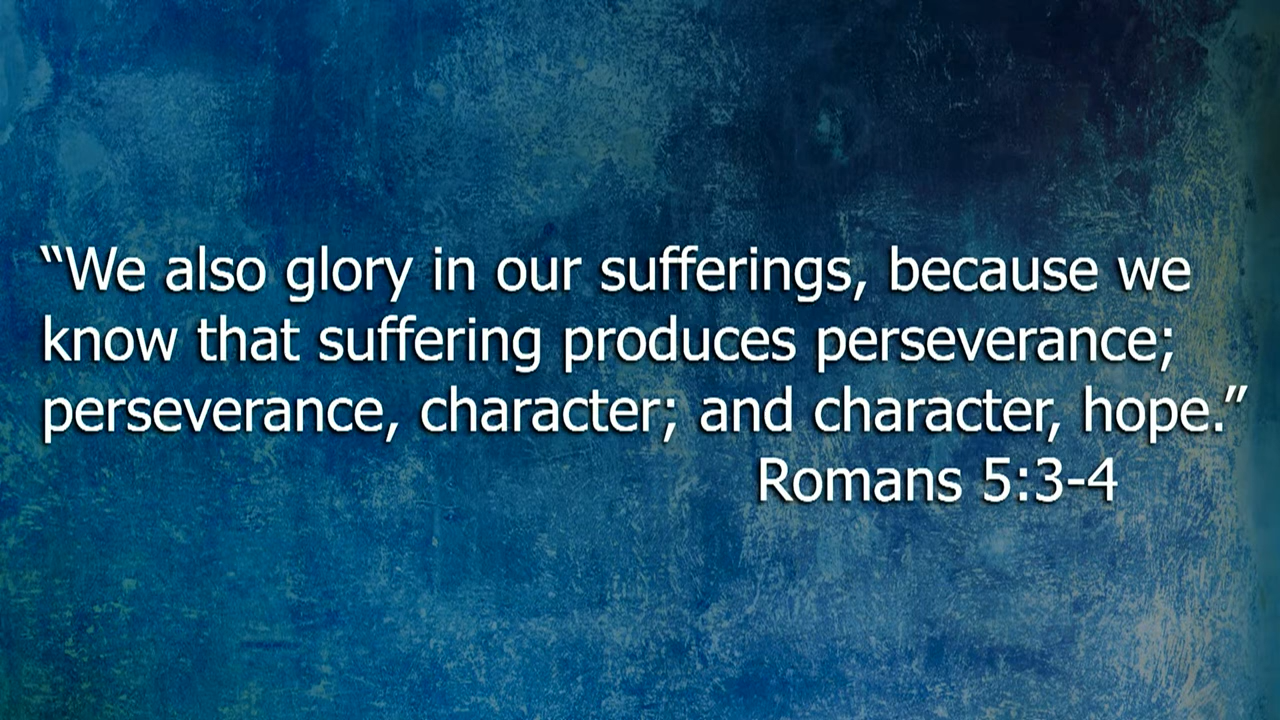 “We also glory in our sufferings, because we
know that suffering produces perseverance;
perseverance, character; and character, hope.”
Romans 5:3-4